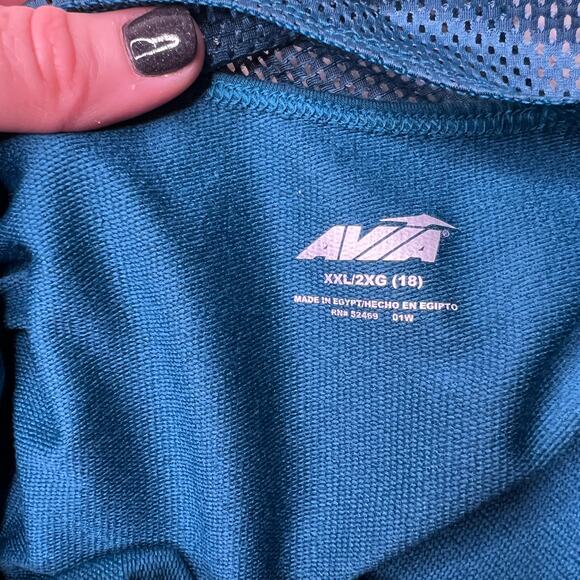 AVIA®
XXL/2XG (18)
MADE IN EGYPT/HECHO EN EGIPTO
RN# 52469 01W